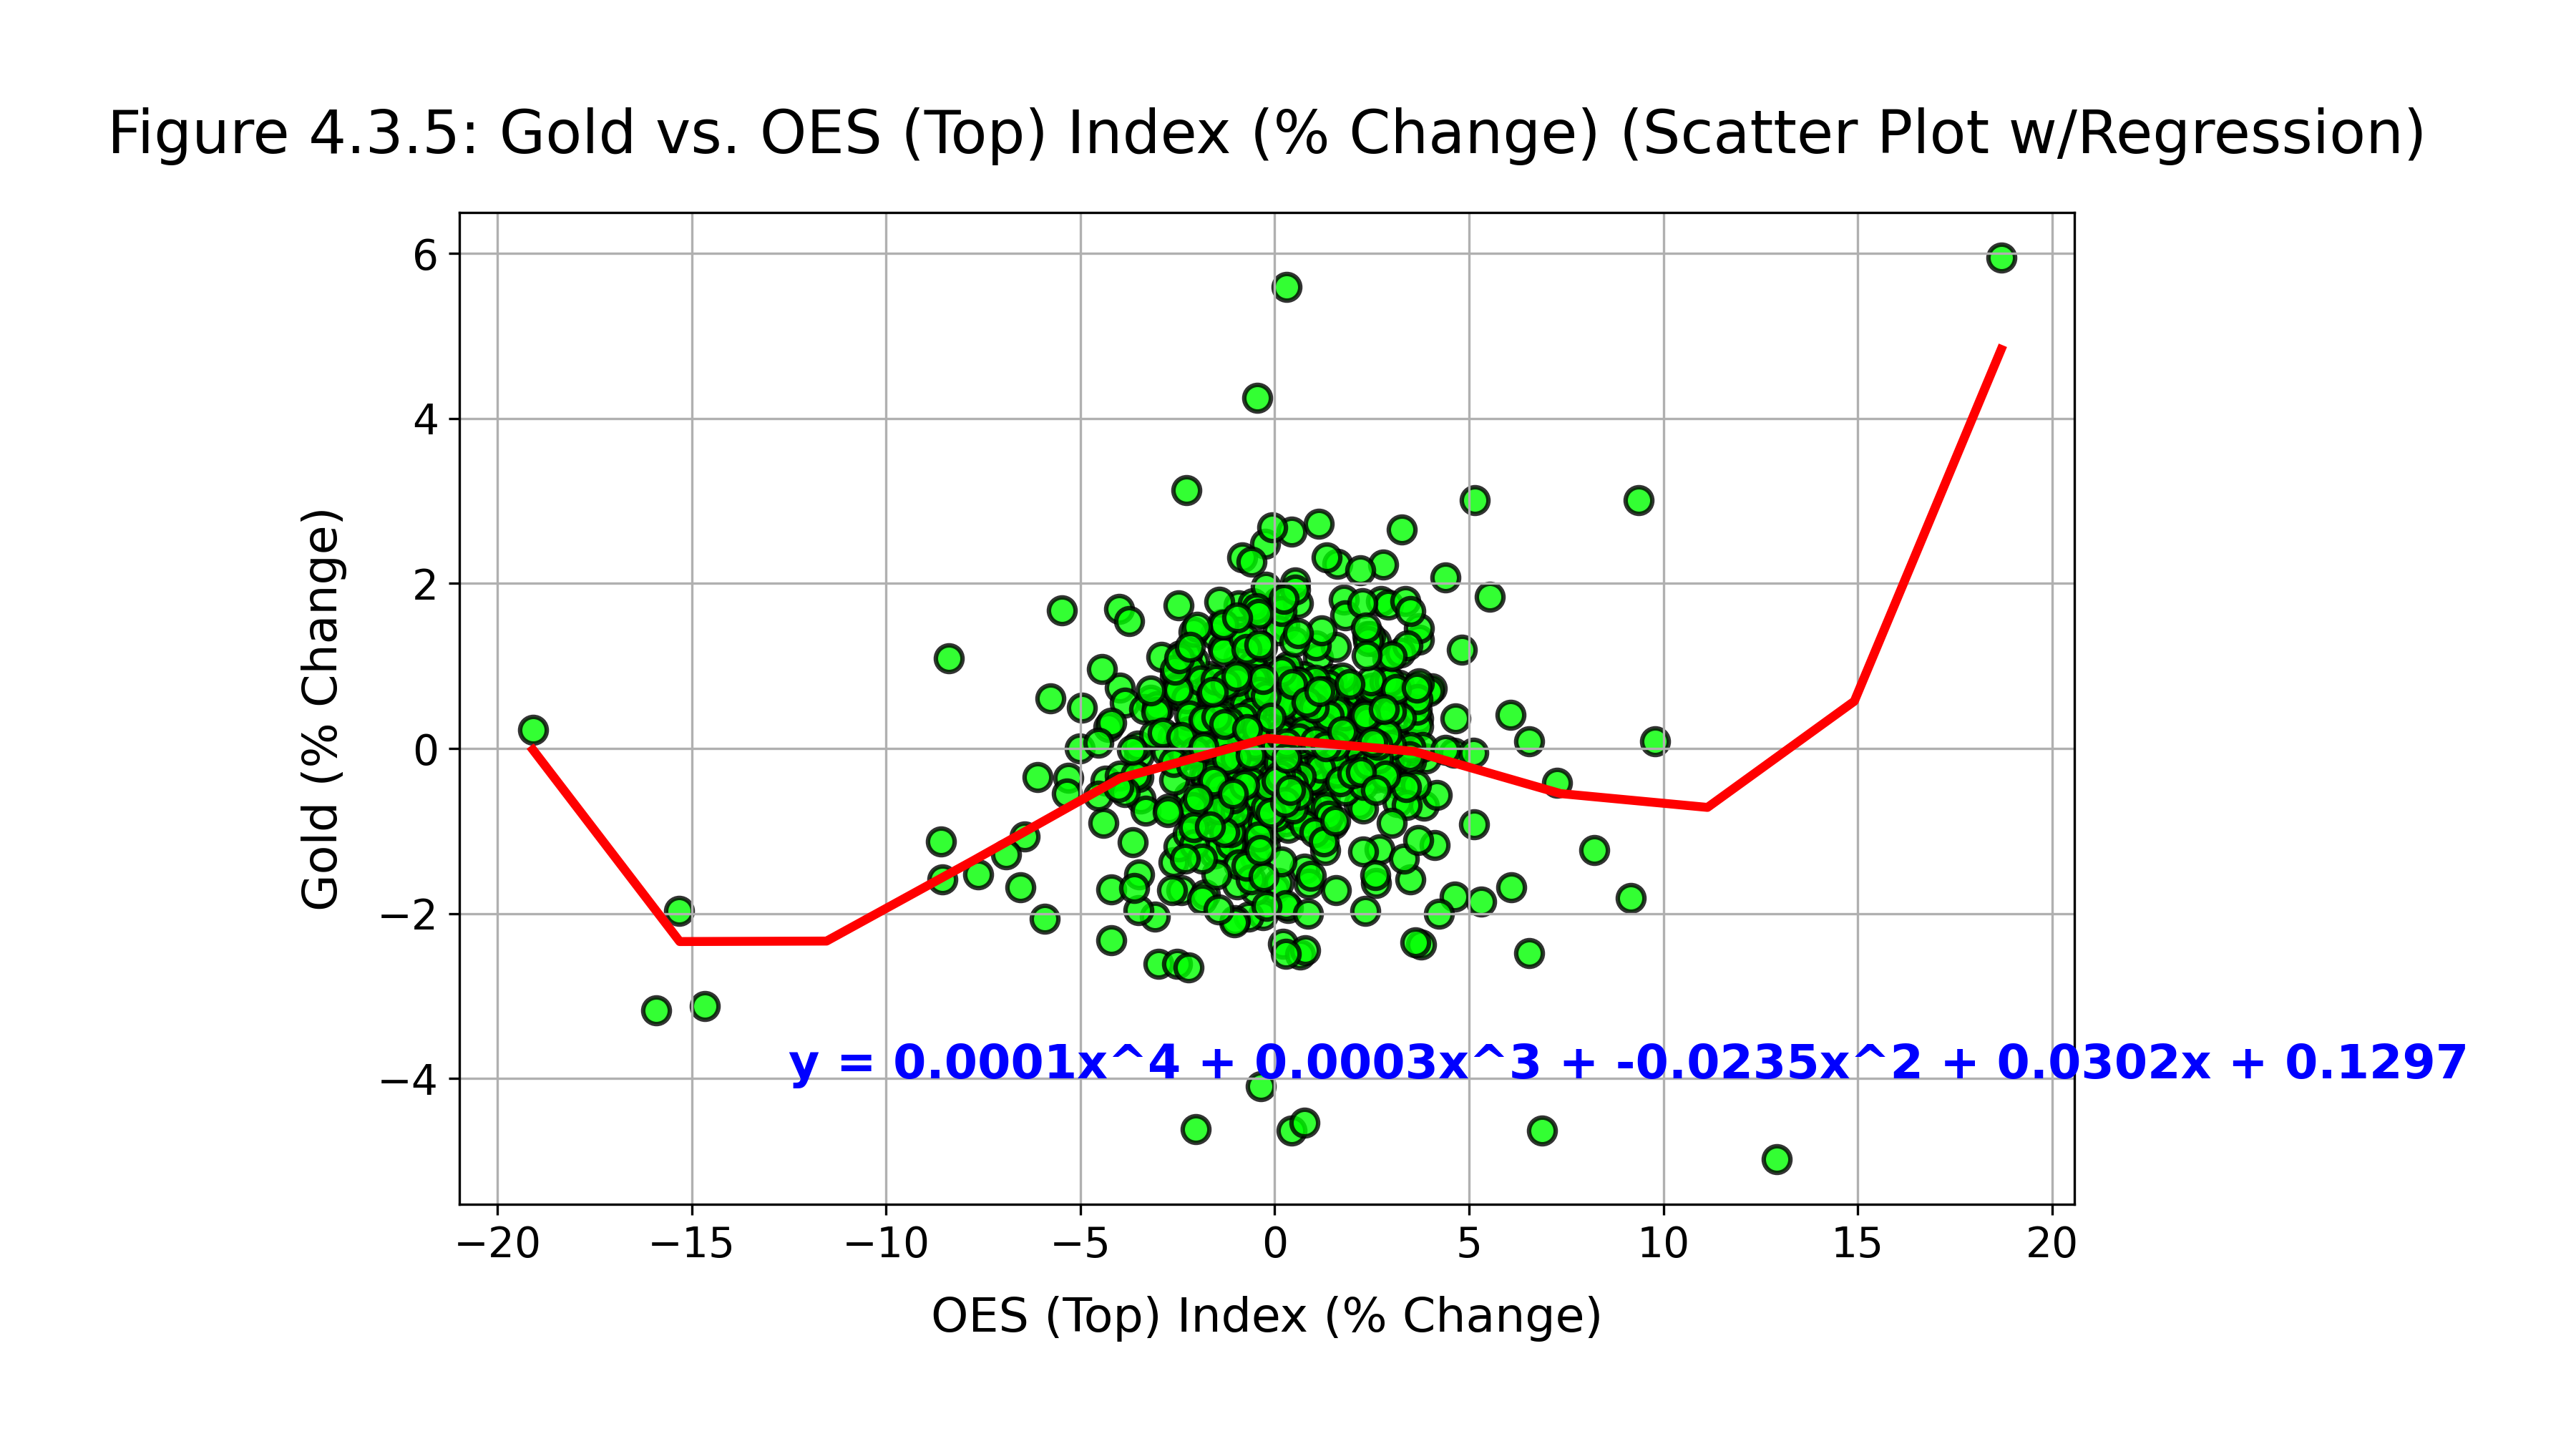 Figure 4.3.5: Gold vs. OES (Top) Index (% Change) (Scatter Plot w/Regression)
6
4
2
0
−2
−4
Gold (% Change)
y = 0.0001x^4 + 0.0003x^3 + -0.0235x^2 + 0.0302x + 0.1297
−20 −15 −10 −5 0 5 10 15 20
OES (Top) Index (% Change)